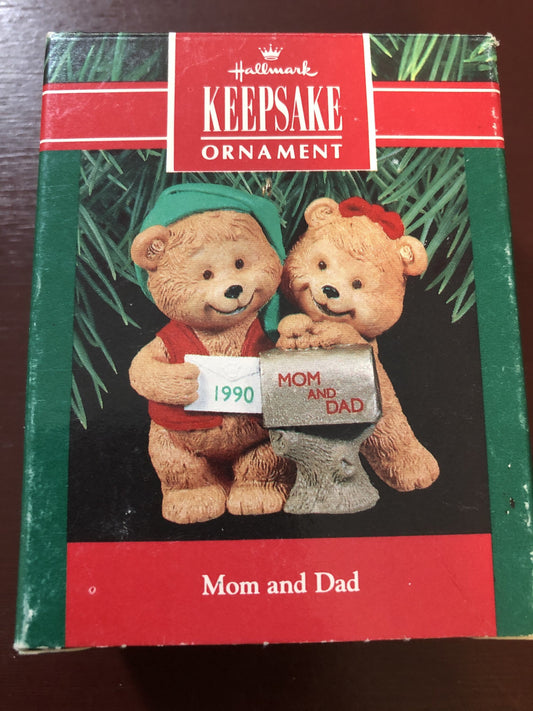 Hallmark
KEEPSAKE
ORNAMENT
1990
MOM
AND
DAD
Mom and Dad